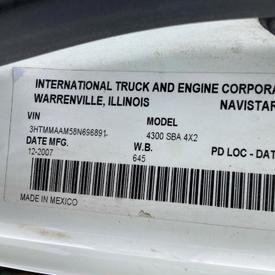 INTERNATIONAL TRUCK AND ENGINE CORPORA
WARRENVILLE, ILLINOIS NAVISTAR
VIN MODEL
3HTMMAAM58N696891 4300 SBA 4X2
DATE MFG. W.B. PD LOC - DAT
12-2007 645
MADE IN MEXICO